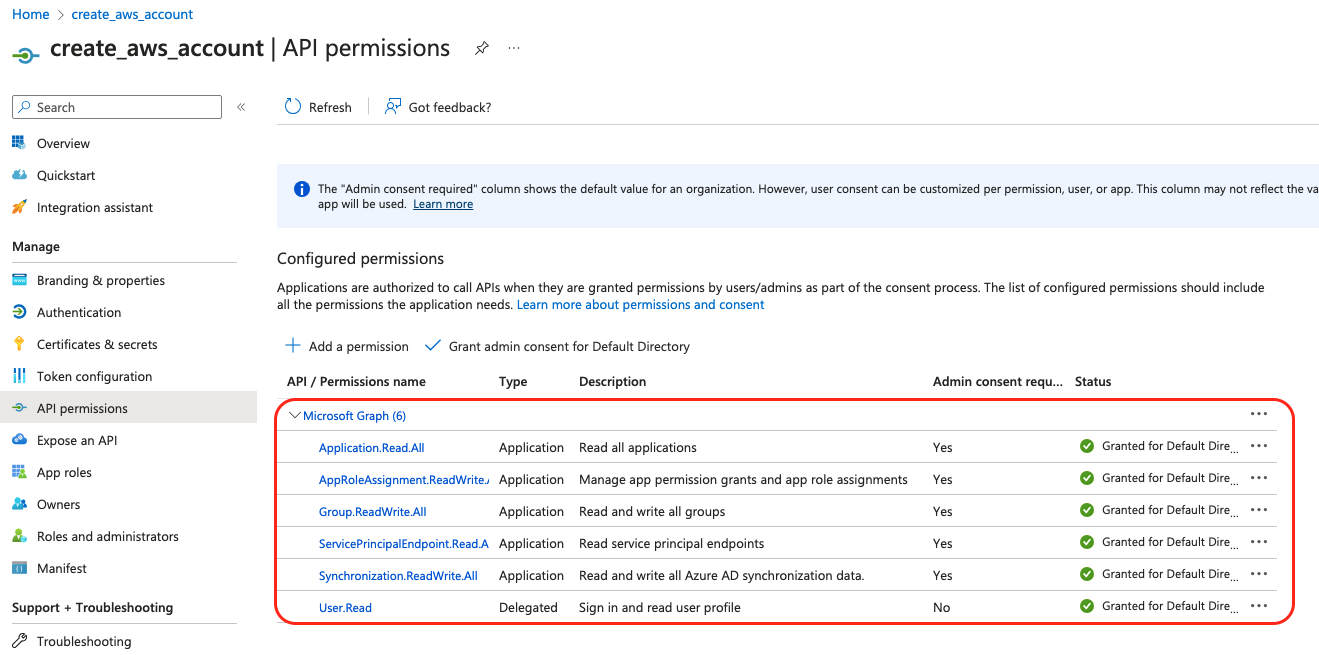 Home > create_aws_account
create_aws_account | API permissions ...
Search «
Refresh | Got feedback?
Overview
Quickstart
Integration assistant
Manage
Branding & properties
Authentication
Certificates & secrets
Token configuration
API permissions
Expose an API
App roles
Owners
Roles and administrators
Manifest
Support + Troubleshooting
Troubleshooting
The "Admin consent required" column shows the default value for an organization. However, user consent can be customized per permission, user, or app. This column may not reflect the va
app will be used. Learn more
Configured permissions
Applications are authorized to call APIs when they are granted permissions by users/admins as part of the consent process. The list of configured permissions should include
all the permissions the application needs. Learn more about permissions and consent
Add a permission Grant admin consent for Default Directory
API / Permissions name Type Description Admin consent requ... Status
Microsoft Graph (6) ...
Application.Read.All Application Read all applications Yes Granted for Default Dire... ...
AppRoleAssignment.ReadWrite. Application Manage app permission grants and app role assignments Yes Granted for Default Dire... ...
Group.ReadWrite.All Application Read and write all groups Yes Granted for Default Dire... ...
ServicePrincipalEndpoint.Read.A Application Read service principal endpoints Yes Granted for Default Dire... ...
Synchronization.ReadWrite.All Application Read and write all Azure AD synchronization data. Yes Granted for Default Dire... ...
User.Read Delegated Sign in and read user profile No Granted for Default Dire... ...